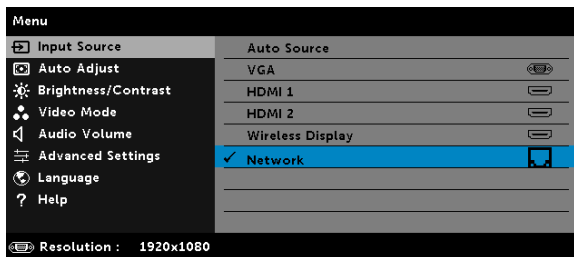 Menu
Input Source
Auto Adjust
Brightness/Contrast
Video Mode
Audio Volume
Advanced Settings
Language
? Help
Auto Source
VGA
HDMI 1
HDMI 2
Wireless Display
✓ Network
Resolution : 1920x1080